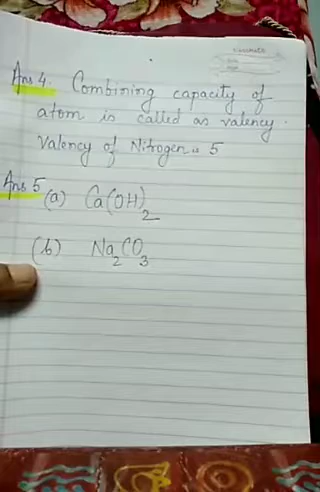 Ans 4. Combining capacity of
atom is called as valency.
Valency of Nitrogen is 5
Ans 5
(a) Ca(OH)₂
(b) Na₂CO₃